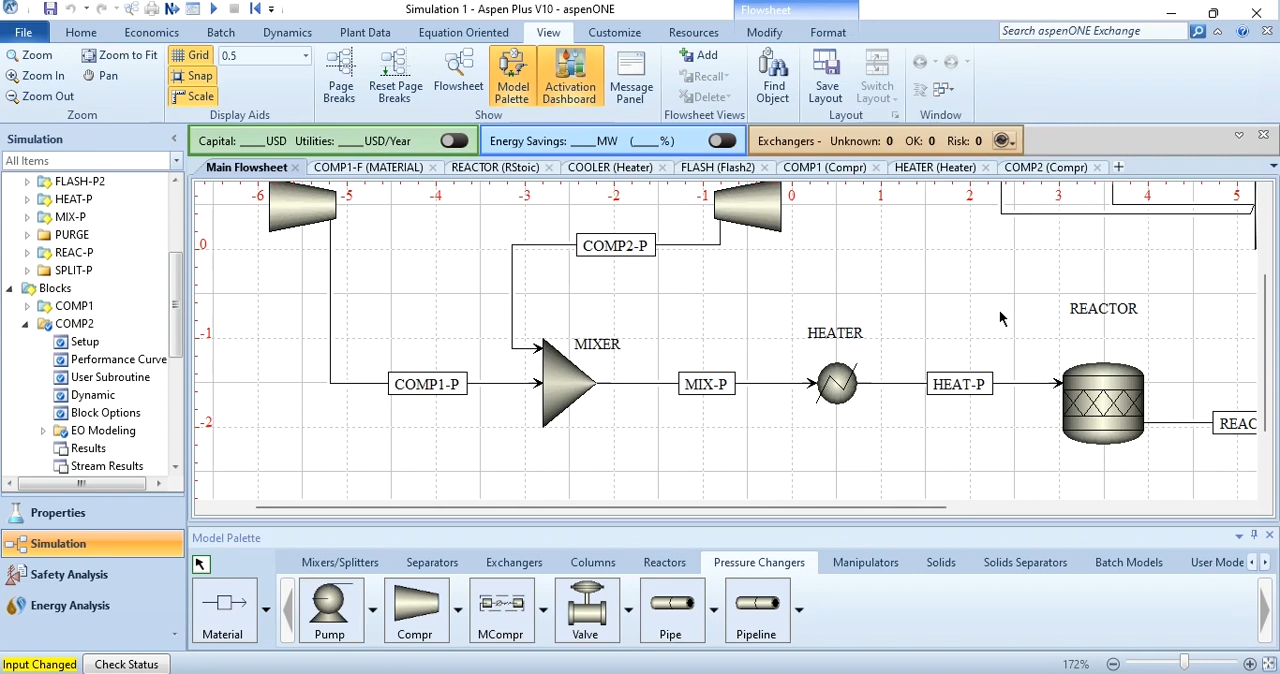 Simulation 1 - Aspen Plus V10 - aspenONE
Flowsheet
File Home Economics Batch Dynamics Plant Data Equation Oriented View Customize Resources Modify Format Search aspenONE Exchange
Zoom Zoom to Fit Grid 0.5
Zoom In Pan Snap
Zoom Out Scale
Page Breaks
Reset Page Breaks
Flowsheet
Model Palette
Activation Dashboard
Message Panel
Add
Recall
Delete
Find Object
Save Layout
Switch Layout
Zoom Display Aids Show Flowsheet Views Layout Window
Simulation
All Items
Capital: ____USD Utilities: ____USD/Year Energy Savings: ____MW (____%) Exchangers - Unknown: 0 OK: 0 Risk: 0
Main Flowsheet COMP1-F (MATERIAL) REACTOR (RStoic) COOLER (Heater) FLASH (Flash2) COMP1 (Compr) HEATER (Heater) COMP2 (Compr)
FLASH-P2
HEAT-P
MIX-P
PURGE
REAC-P
SPLIT-P
Blocks
COMP1
COMP2
Setup
Performance Curve
User Subroutine
Dynamic
Block Options
EO Modeling
Results
Stream Results
Properties
Simulation
Safety Analysis
Energy Analysis
-6 -5 -4 -3 -2 -1 0 1 2 3 4 5
0
-1
-2
COMP2-P
REACTOR
HEATER
MIXER
COMP1-P MIX-P HEAT-P
REAC
Model Palette
Mixers/Splitters Separators Exchangers Columns Reactors Pressure Changers Manipulators Solids Solids Separators Batch Models User Mode
Material Pump Compr MCompr Valve Pipe Pipeline
Input Changed Check Status 172%